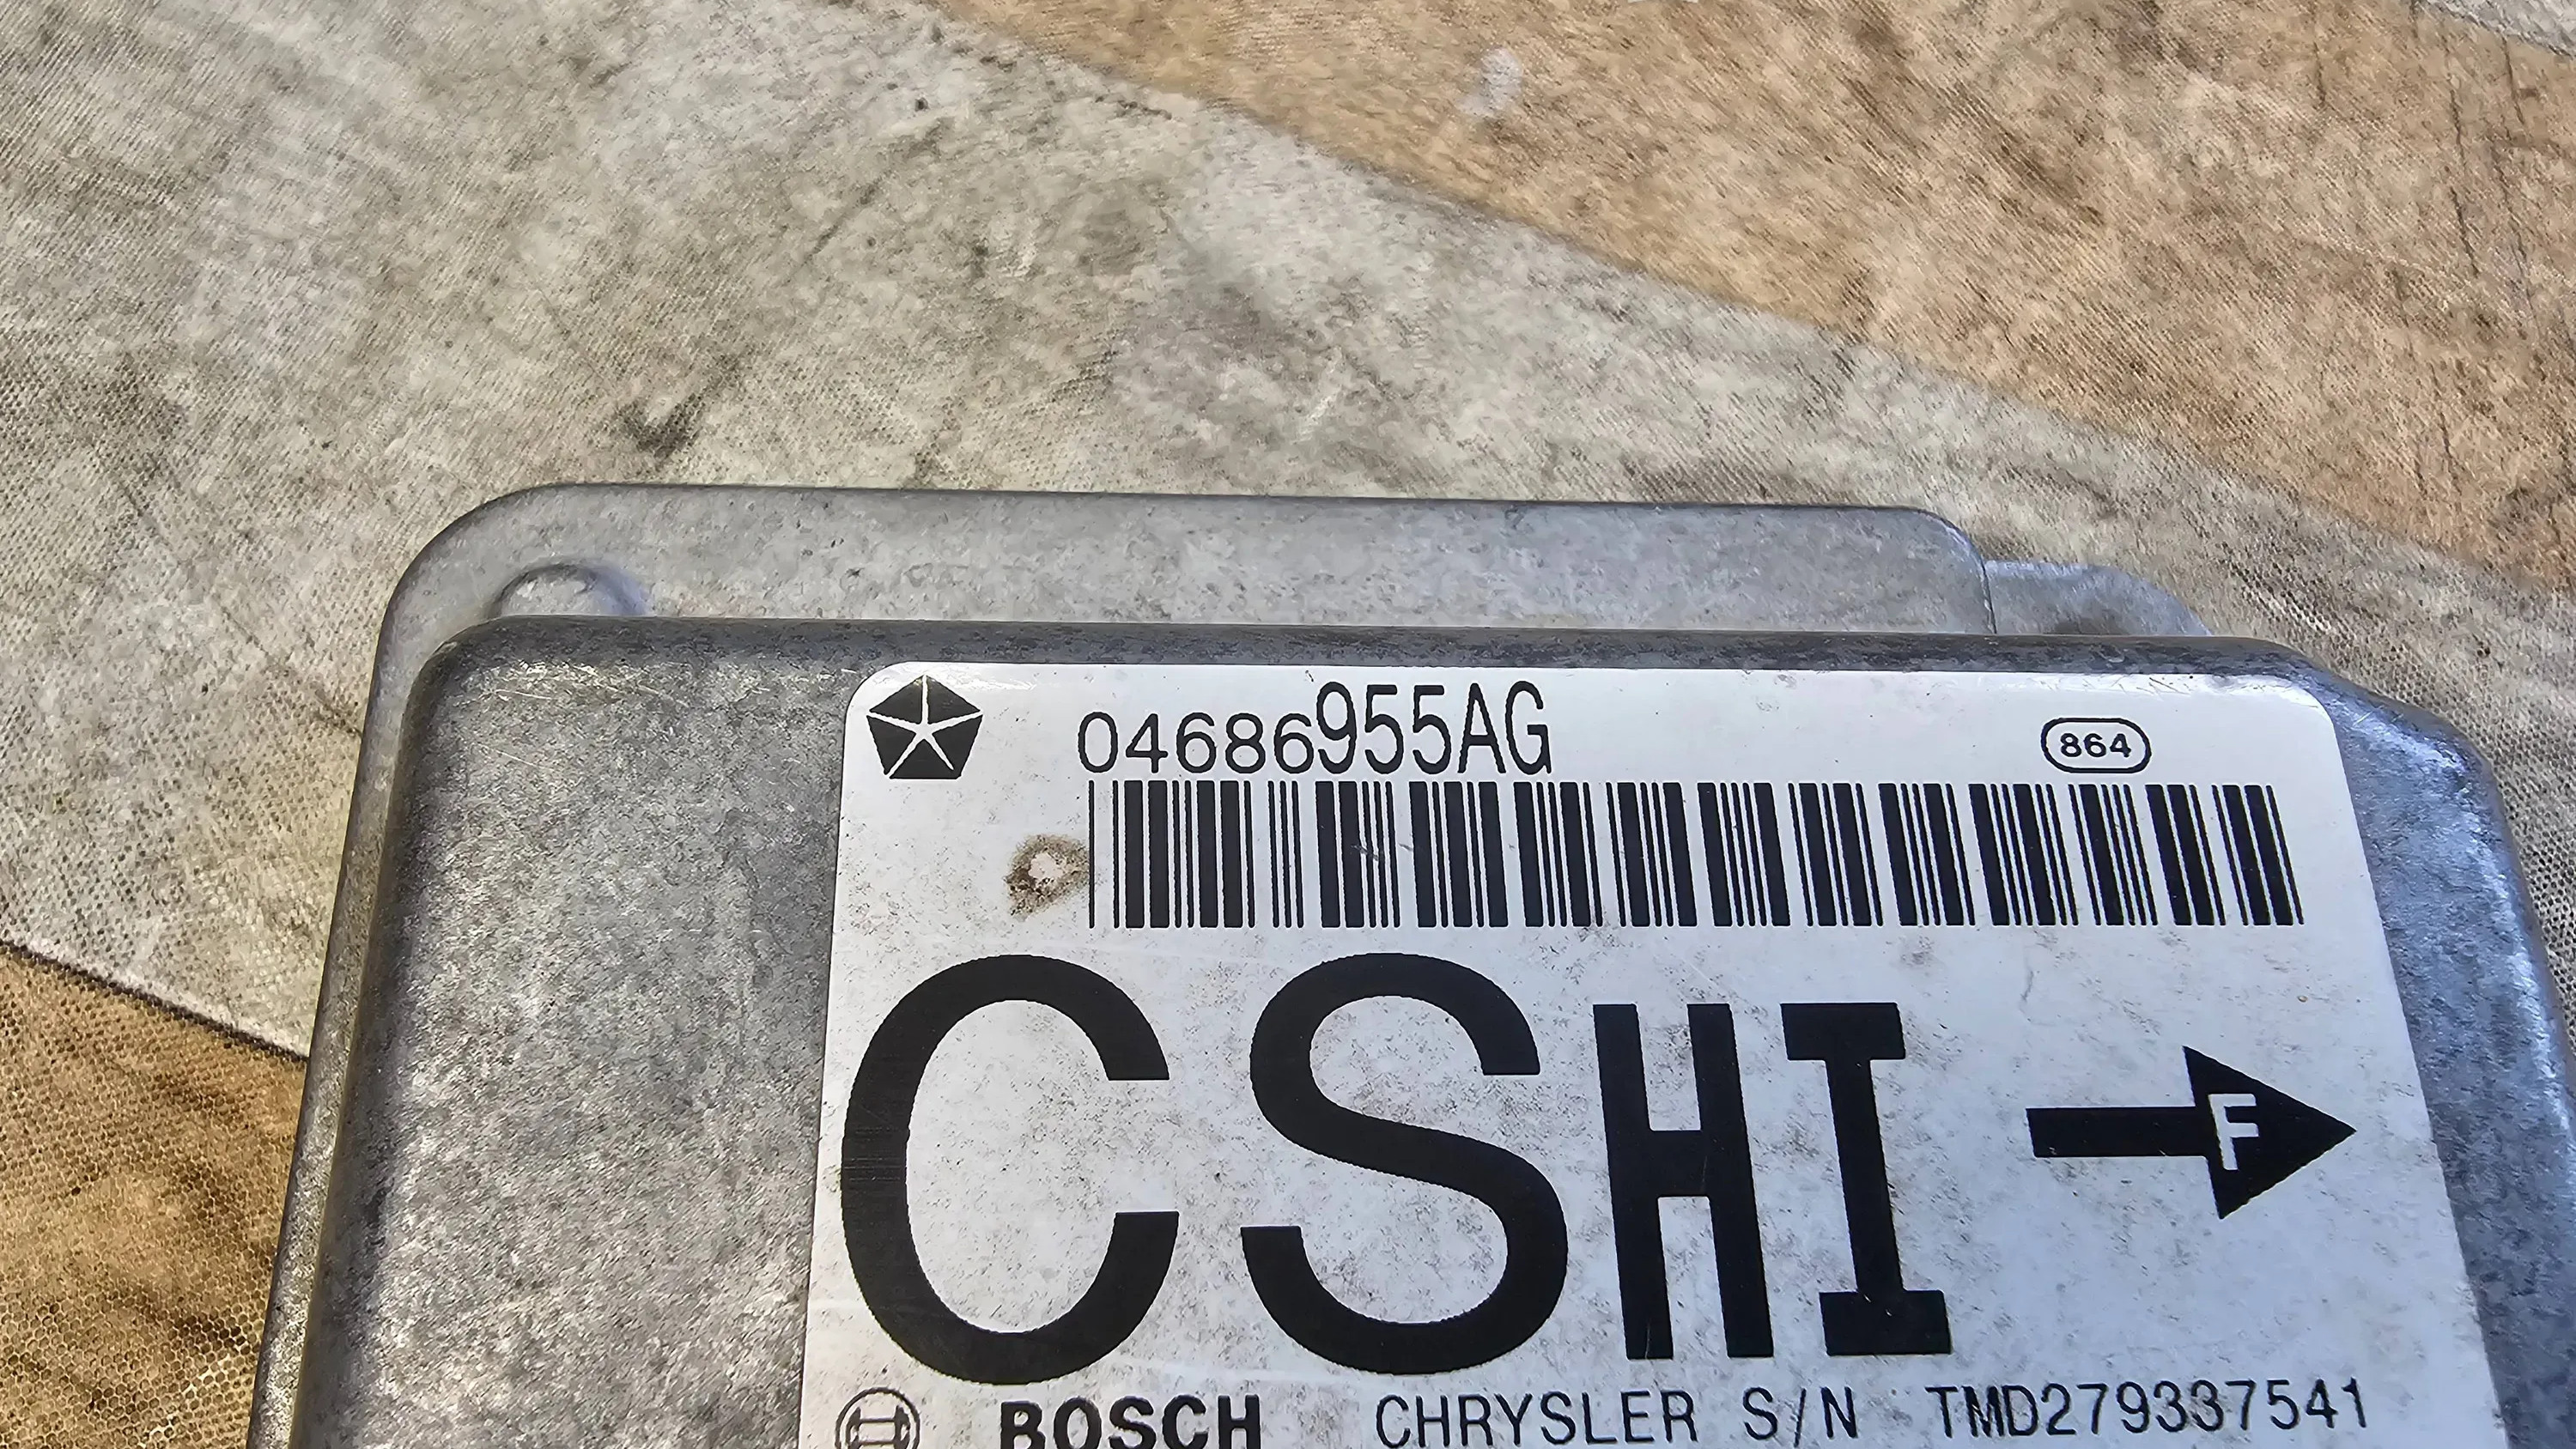 04686955AG 864
CSHI F
BOSCH CHRYSLER S/N TMD279337541